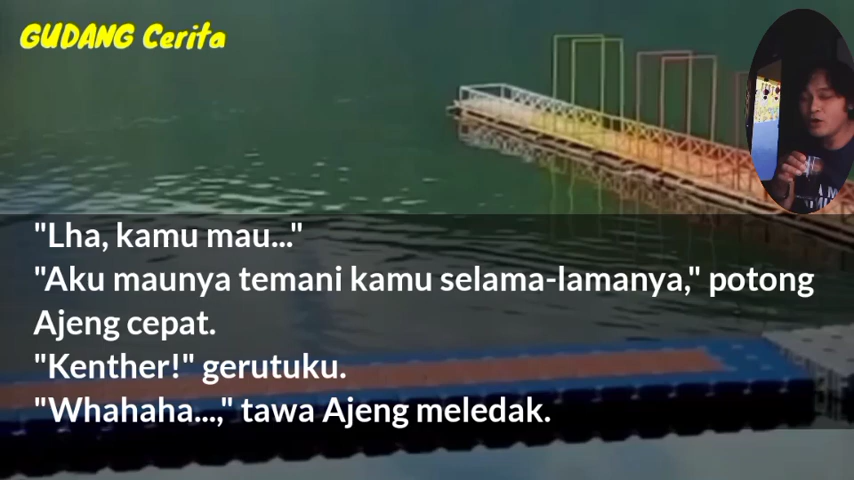 GUDANG Cerita
"Lha, kamu mau..."
"Aku maunya temani kamu selama-lamanya," potong
Ajeng cepat.
"Kenther!" gerutuku.
"Whahaha...," tawa Ajeng meledak.